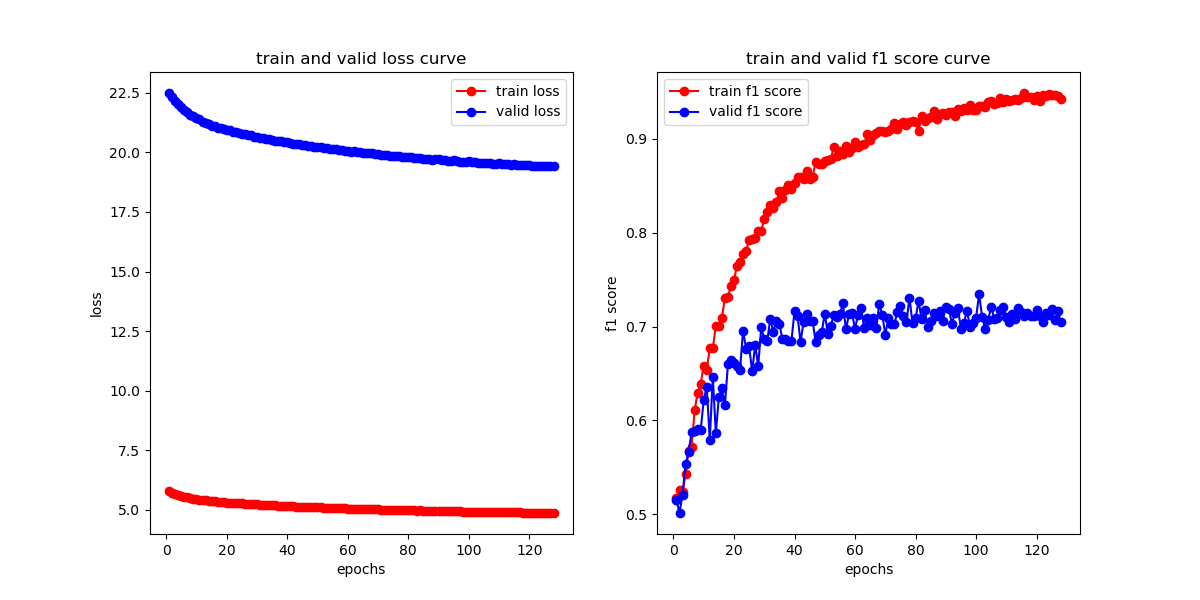 train and valid loss curve
22.5
20.0
17.5
15.0
12.5
10.0
7.5
5.0
loss
train loss
valid loss
0
20
40
60
80
100
120
epochs
train and valid f1 score curve
0.9
0.8
0.7
0.6
0.5
f1 score
train f1 score
valid f1 score
0
20
40
60
80
100
120
epochs